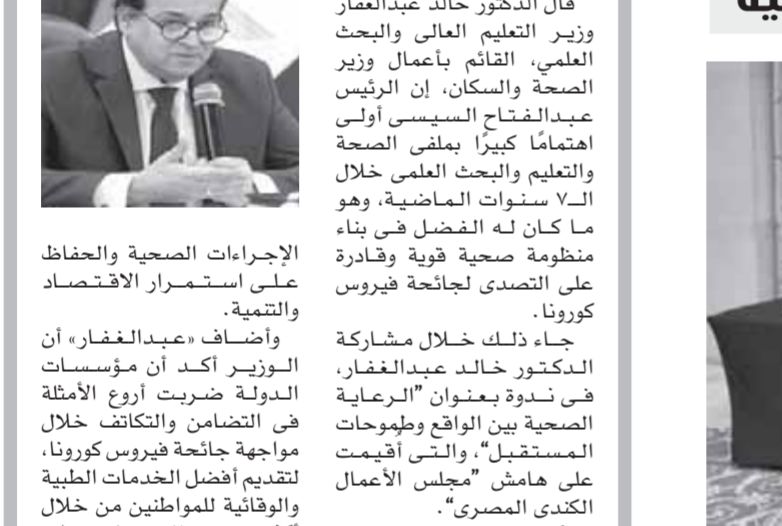 قال الدكتور خالد عبدالغفار
وزير التعليم العالى والبحث
العلمي، القائم بأعمال وزير
الصحة والسكان، إن الرئيس
عبدالفتاح السيسى أولى
اهتمامًا كبيرًا بملفى الصحة
والتعليم والبحث العلمى خلال
الـ٧ سنوات الماضية، وهو
ما كان له الفضل فى بناء
منظومة صحية قوية وقادرة
على التصدى لجائحة فيروس
كورونا.
جاء ذلك خلال مشاركة
الدكتور خالد عبدالغفار،
فى ندوة بعنوان "الرعاية
الصحية بين الواقع وطموحات
المستقبل"، والتى أقيمت
على هامش "مجلس الأعمال
الكندى المصرى".
الإجراءات الصحية والحفاظ
على استمرار الاقتصاد
والتنمية.
وأضاف «عبدالغفار» أن
الوزير أكد أن مؤسسات
الدولة ضربت أروع الأمثلة
فى التضامن والتكاتف خلال
مواجهة جائحة فيروس كورونا،
لتقديم أفضل الخدمات الطبية
والوقائية للمواطنين من خلال